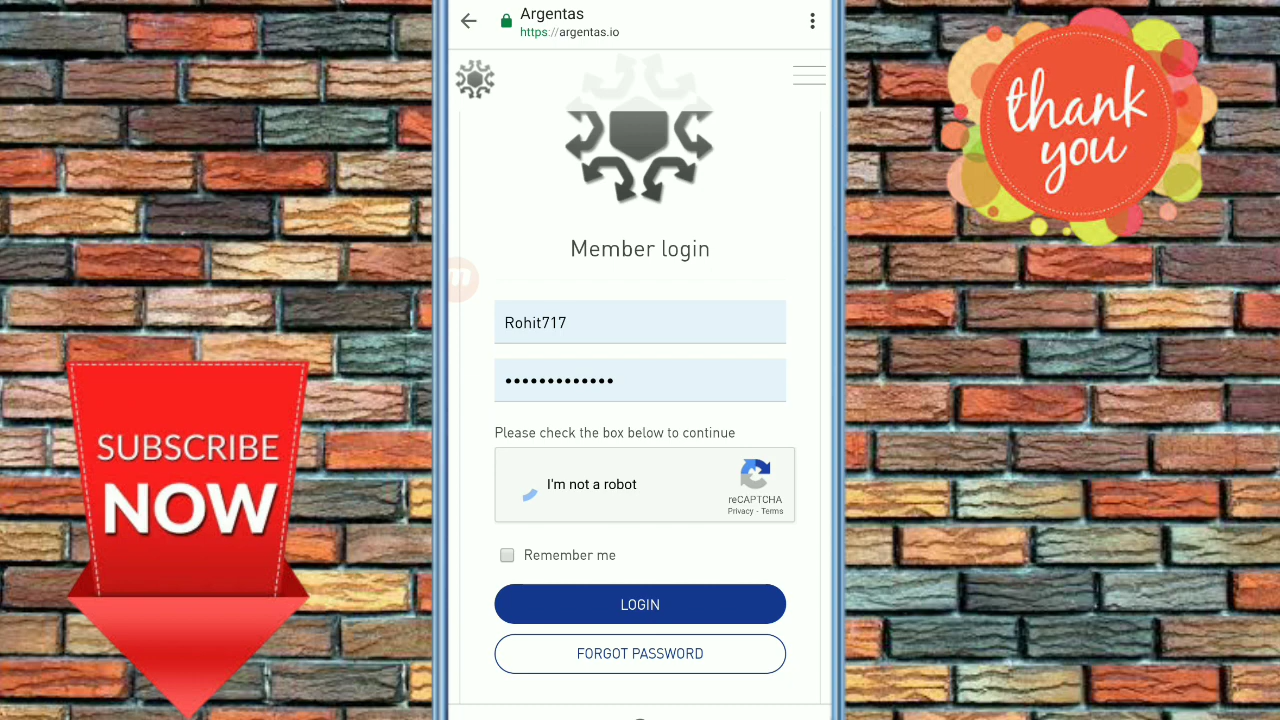 Argentas
https://argentas.io
Member login
Rohit717
•••••••••••••
Please check the box below to continue
I'm not a robot
reCAPTCHA
Privacy - Terms
Remember me
LOGIN
FORGOT PASSWORD
SUBSCRIBE
NOW
thank
you